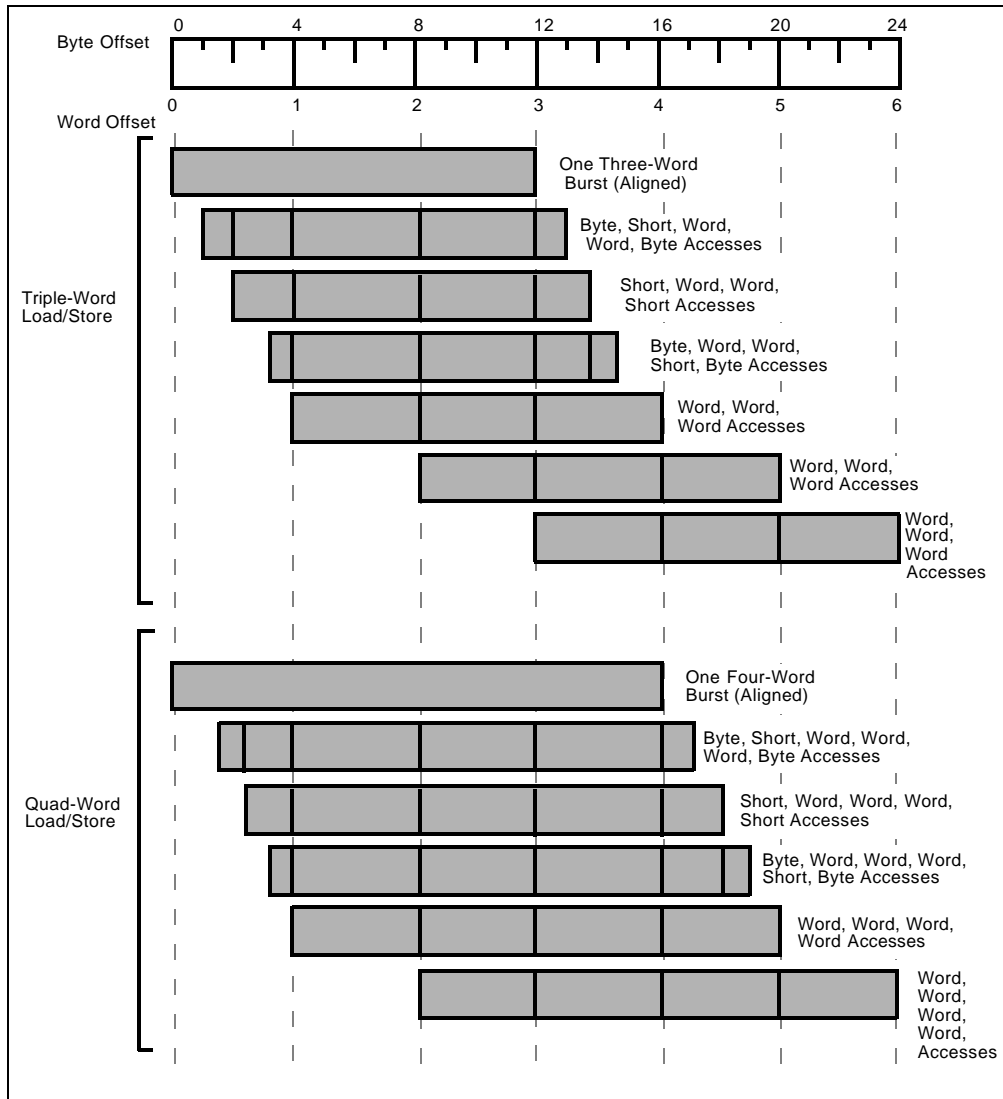 0 4 8 12 16 20 24
Byte Offset
0 1 2 3 4 5 6
Word Offset
One Three-Word
Burst (Aligned)
Byte, Short, Word,
Word, Byte Accesses
Triple-Word
Load/Store
Short, Word, Word,
Short Accesses
Byte, Word, Word,
Short, Byte Accesses
Word, Word,
Word Accesses
Word, Word,
Word Accesses
Word,
Word,
Word
Accesses
One Four-Word
Burst (Aligned)
Byte, Short, Word, Word,
Word, Byte Accesses
Quad-Word
Load/Store
Short, Word, Word, Word,
Short Accesses
Byte, Word, Word, Word,
Short, Byte Accesses
Word, Word, Word,
Word Accesses
Word,
Word,
Word,
Word,
Accesses